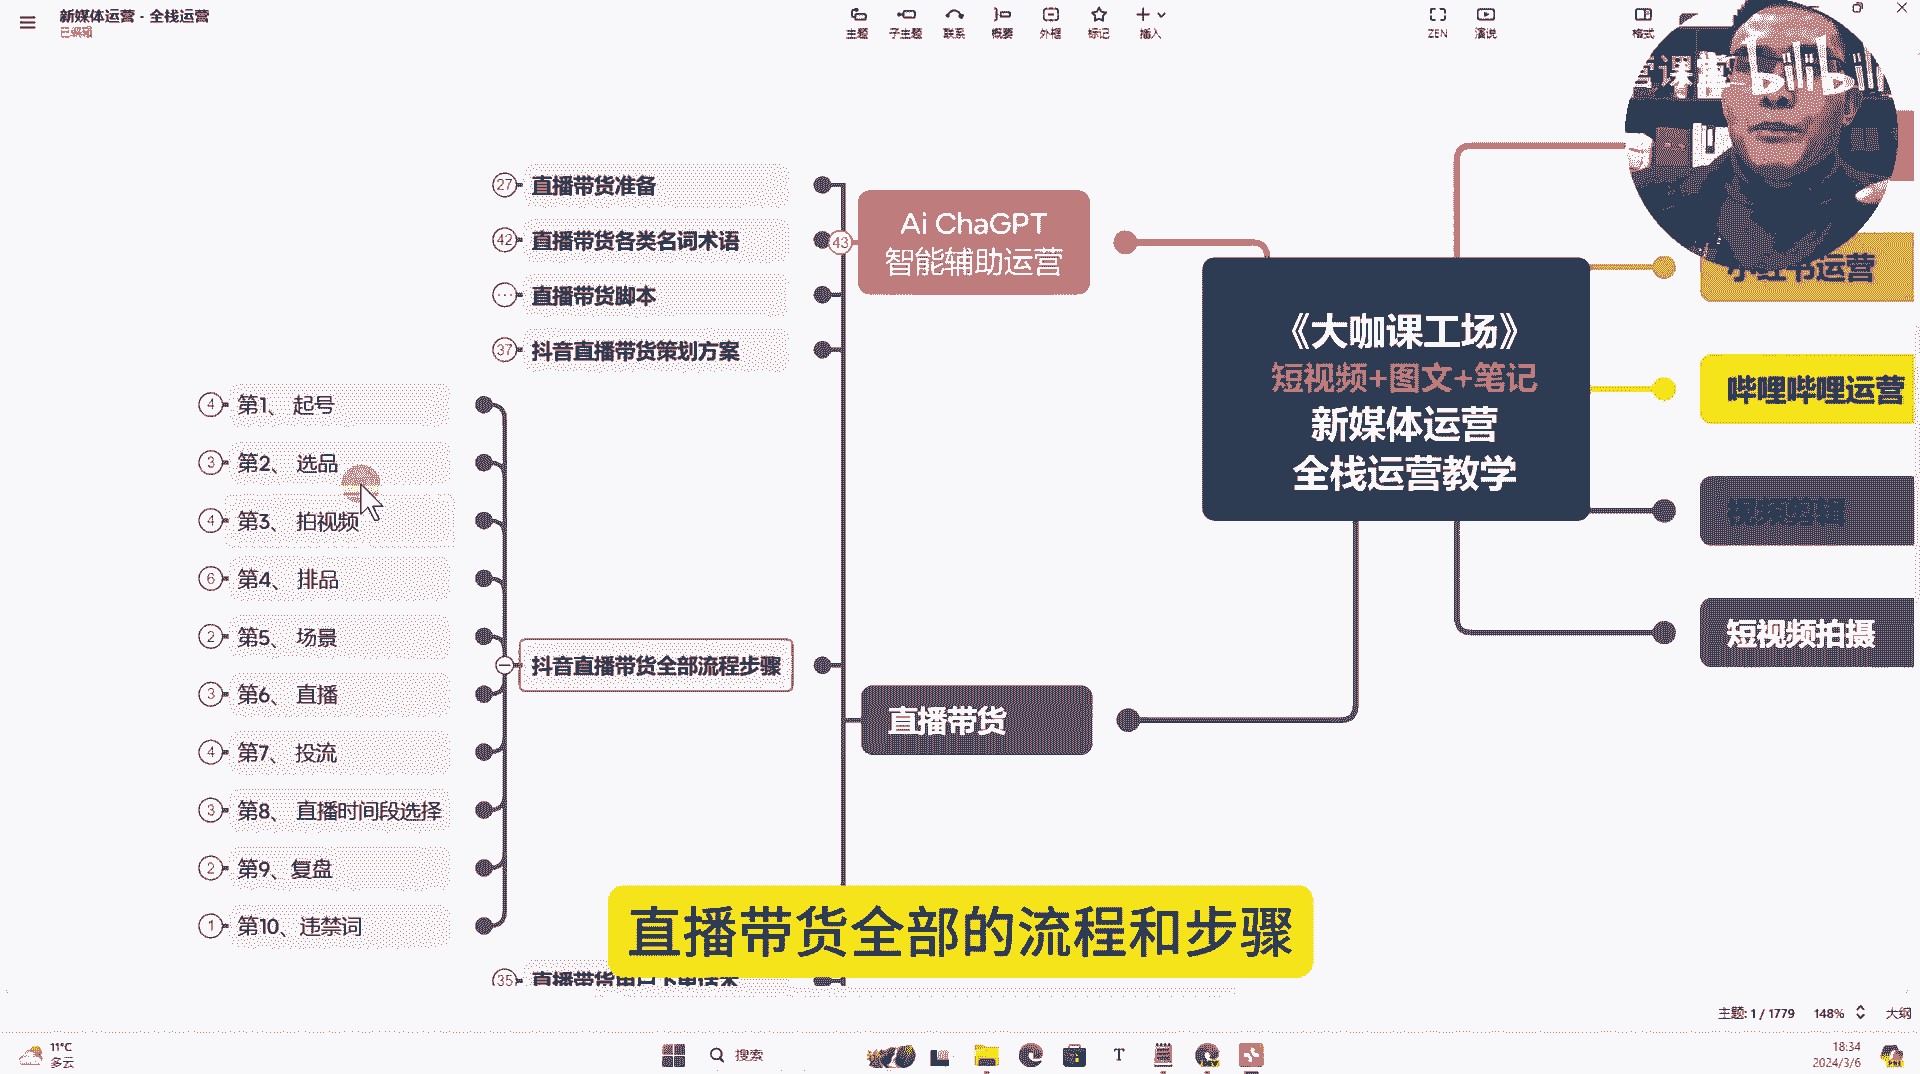 新媒体运营 - 全栈运营
已编辑
主题
子主题
联系
概要
外框
标记
插入
ZEN
演说
格式
营课堂 bilibili
27
直播带货准备
42
直播带货各类名词术语
直播带货脚本
37
抖音直播带货策划方案
4
第1、 起号
3
第2、 选品
4
第3、 拍视频
6
第4、 排品
2
第5、 场景
3
第6、 直播
4
第7、 投流
3
第8、 直播时间段选择
2
第9、复盘
1
第10、违禁词
抖音直播带货全部流程步骤
35
43
Ai ChaGPT
智能辅助运营
直播带货
《大咖课工场》
短视频+图文+笔记
新媒体运营
全栈运营教学
小红书运营
哔哩哔哩运营
视频剪辑
短视频拍摄
直播带货全部的流程和步骤
主题: 1 / 1779
148%
大纲
11°C
多云
搜索
18:34
2024/3/6